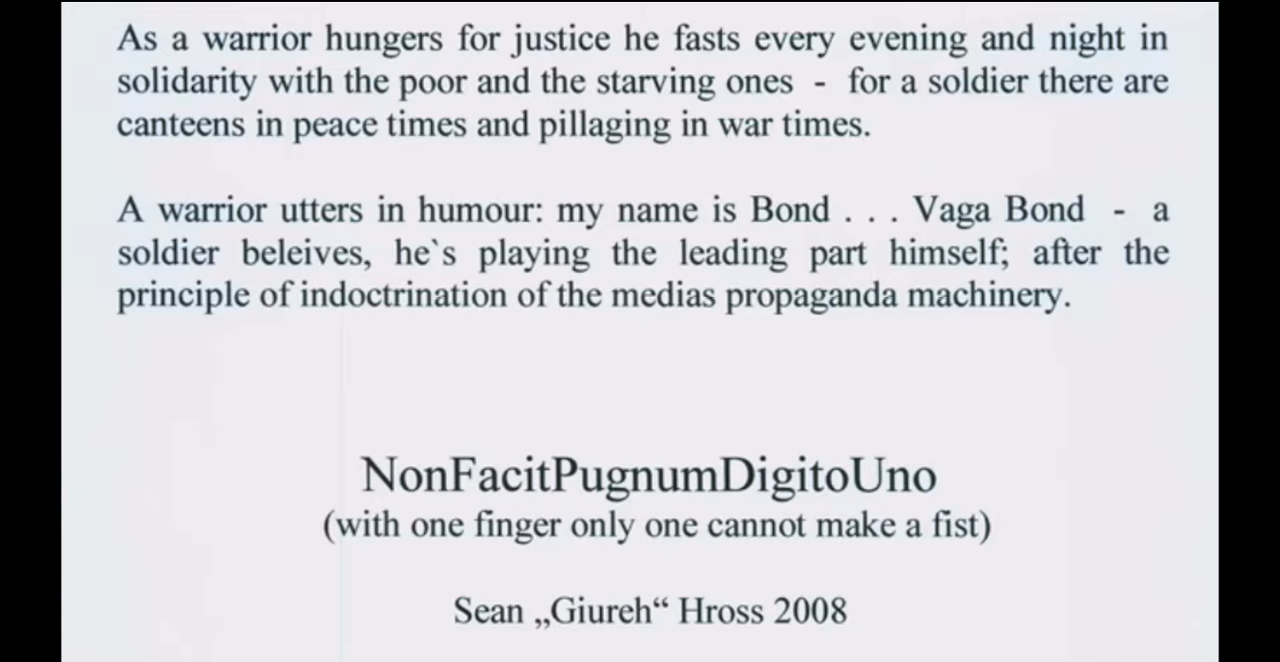 As a warrior hungers for justice he fasts every evening and night in
solidarity with the poor and the starving ones - for a soldier there are
canteens in peace times and pillaging in war times.
A warrior utters in humour: my name is Bond . . . Vaga Bond - a
soldier beleives, he`s playing the leading part himself; after the
principle of indoctrination of the medias propaganda machinery.
NonFacitPugnumDigitoUno
(with one finger only one cannot make a fist)
Sean „Giureh“ Hross 2008